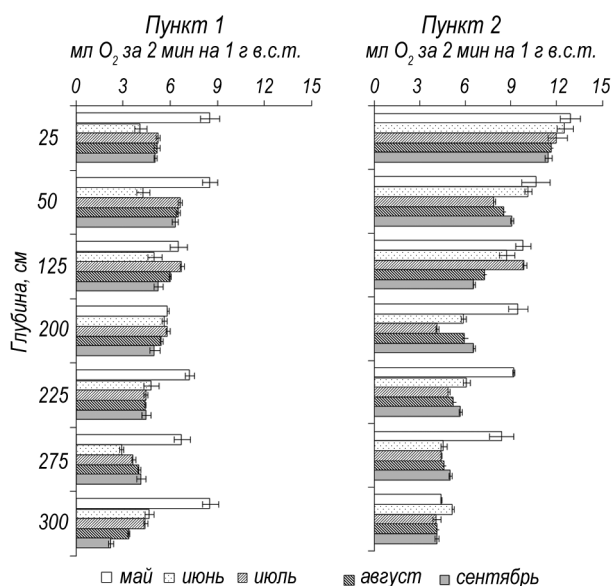 Пункт 1
мл O₂ за 2 мин на 1 г в.с.т.
0 3 6 9 12 15
Пункт 2
мл O₂ за 2 мин на 1 г в.с.т.
0 3 6 9 12 15
Глубина, см
25
50
125
200
225
275
300
май июнь июль август сентябрь